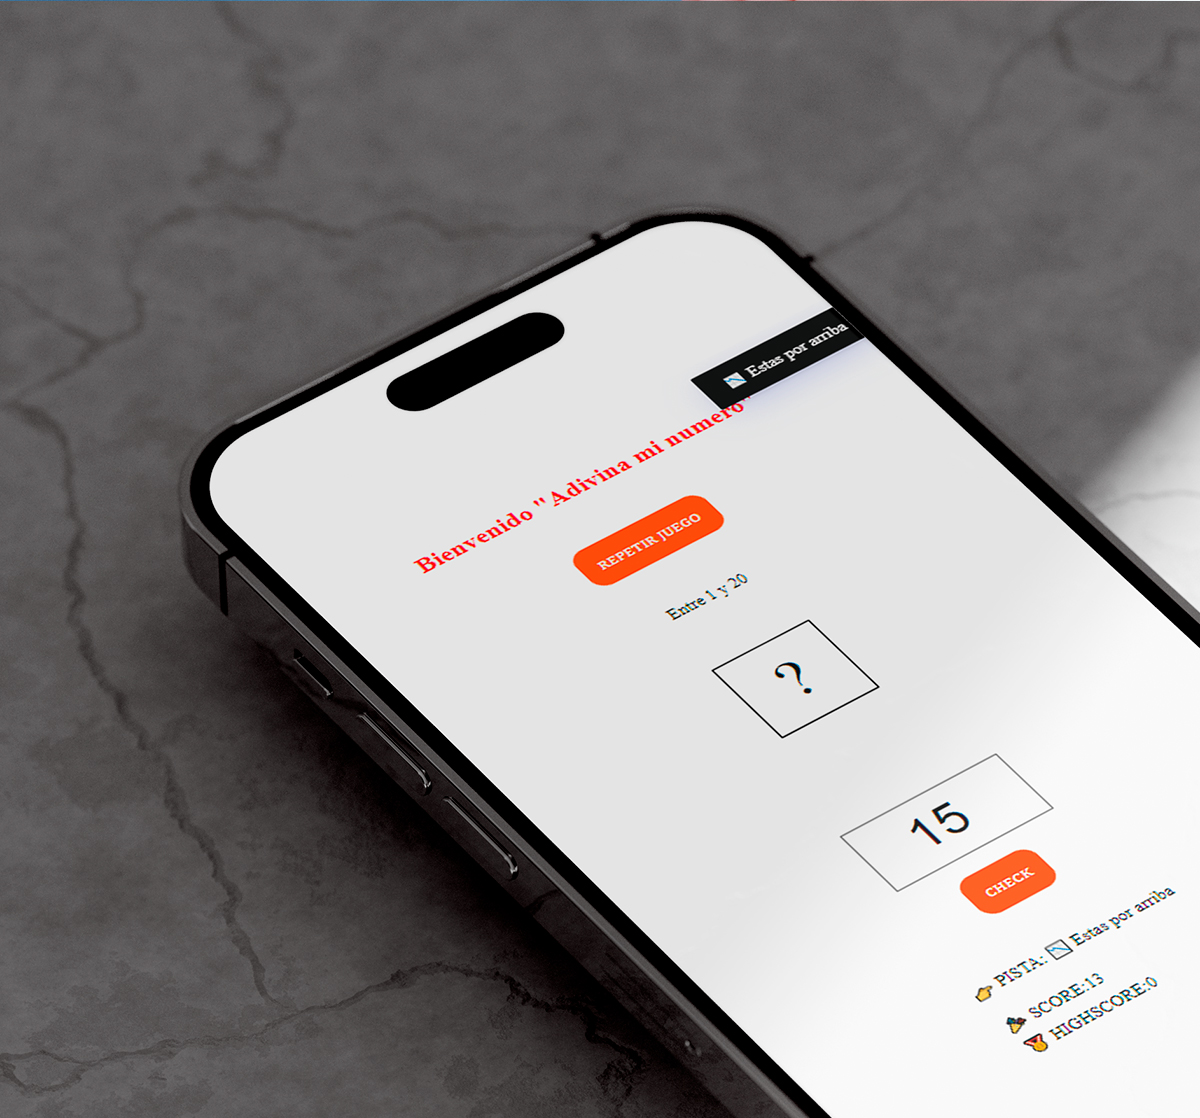 📉 Estas por arriba
Bienvenido "Adivina mi numero"
REPETIR JUEGO
Entre 1 y 20
?
15
CHECK
👉 PISTA: 📉 Estas por arriba
🎉 SCORE:13
🏅 HIGHSCORE:0